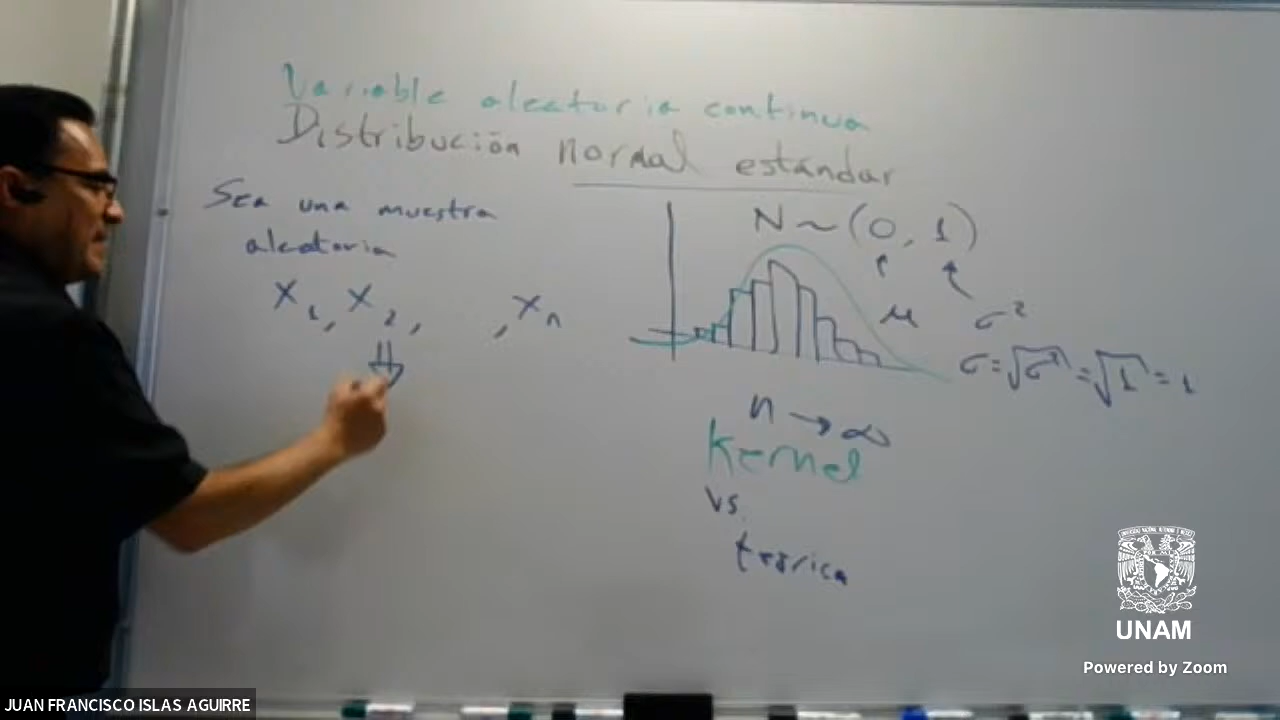 Variable aleatoria continua
Distribución normal estándar
Sea una muestra
aleatoria
X₁, X₂, , Xₙ
⇓
N ~ (0, 1)
μ σ²
σ = √σ² = √1 = 1
n → ∞
kernel
vs.
teórica
UNAM
Powered by Zoom
JUAN FRANCISCO ISLAS AGUIRRE